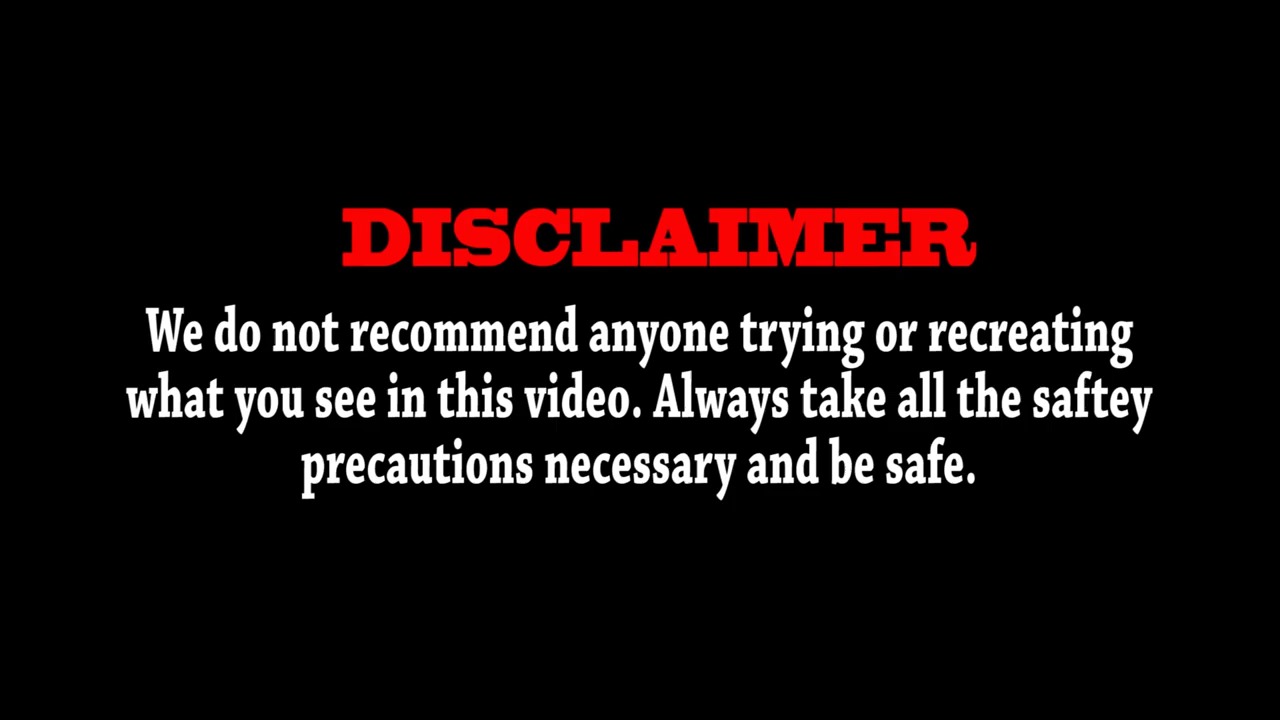 DISCLAIMER
We do not recommend anyone trying or recreating
what you see in this video. Always take all the saftey
precautions necessary and be safe.